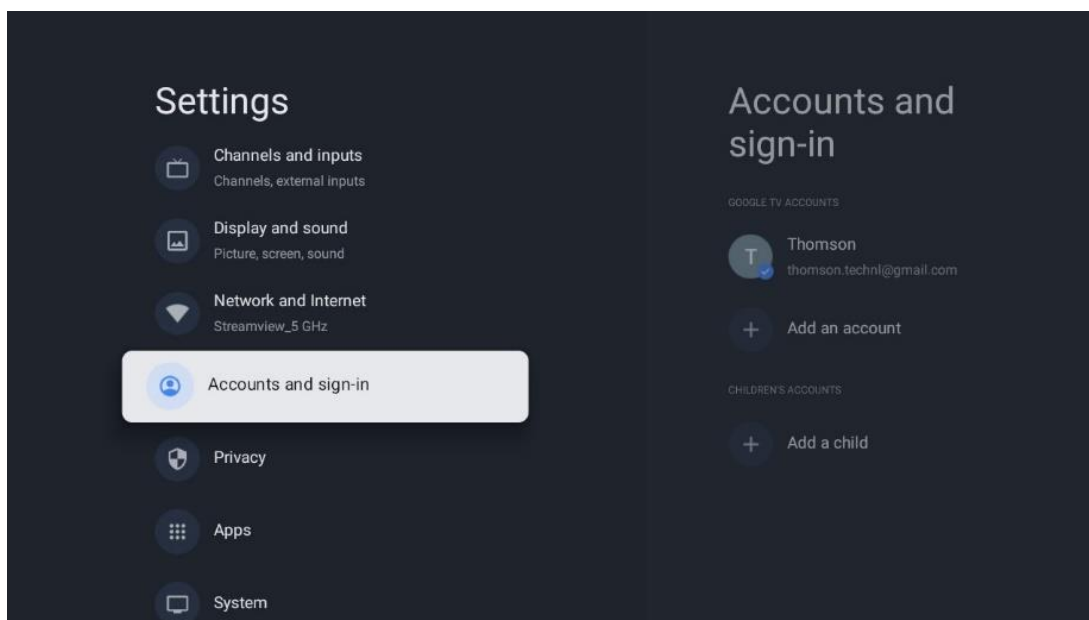 Settings
Channels and inputs
Channels, external inputs
Display and sound
Picture, screen, sound
Network and Internet
Streamview_5 GHz
Accounts and sign-in
Privacy
Apps
System
Accounts and
sign-in
GOOGLE TV ACCOUNTS
T
Thomson
thomson.technl@gmail.com
Add an account
CHILDREN'S ACCOUNTS
Add a child